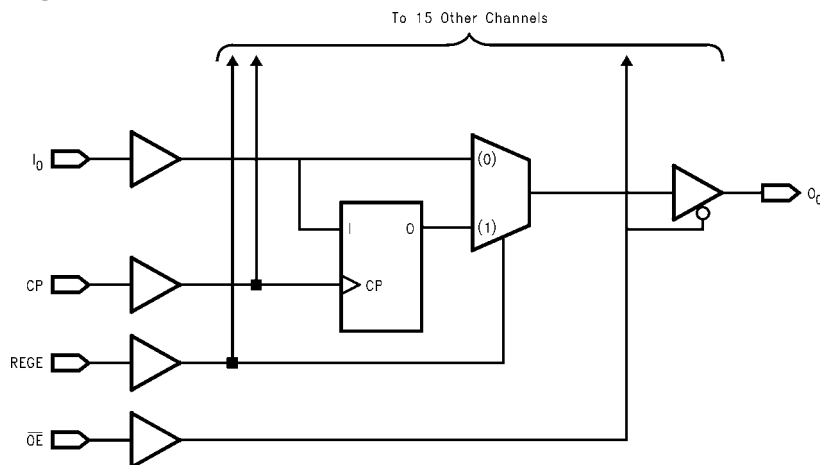 To 15 Other Channels
I0
(0)
O0
I
O
(1)
CP
CP
REGE
OE